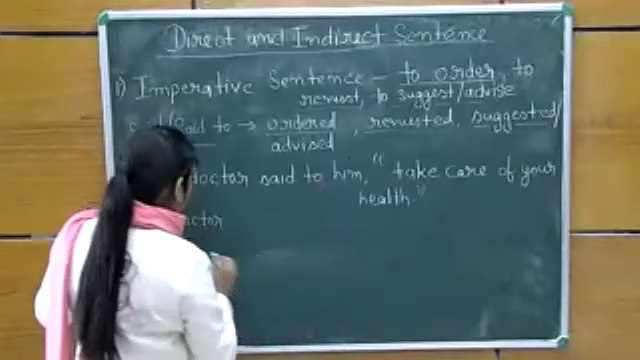 Direct and Indirect Sentence
1) Imperative Sentence – to order, to
request, to suggest/advise
Said to → ordered, requested, suggested/
advised
doctor said to him, "take care of your
health."